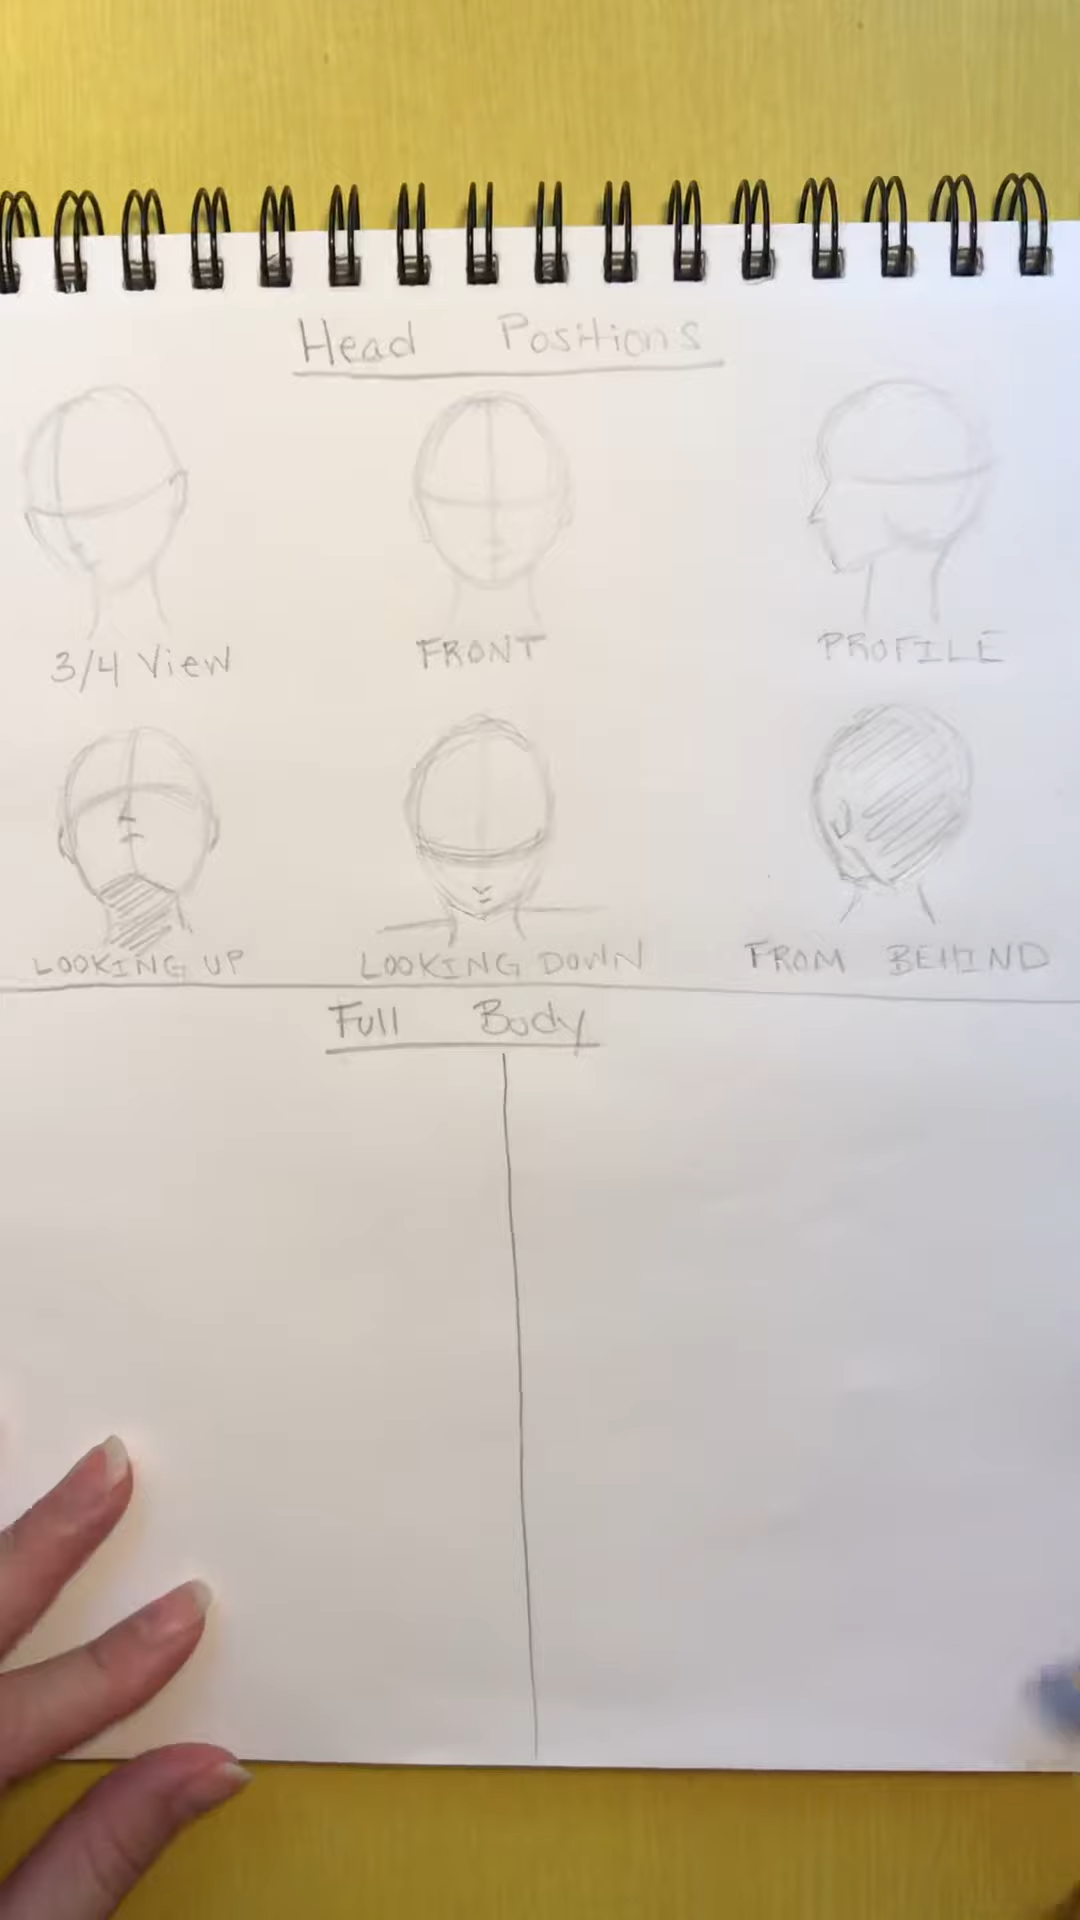 Head Positions
3/4 View
FRONT
PROFILE
LOOKING UP
LOOKING DOWN
FROM BEHIND
Full Body